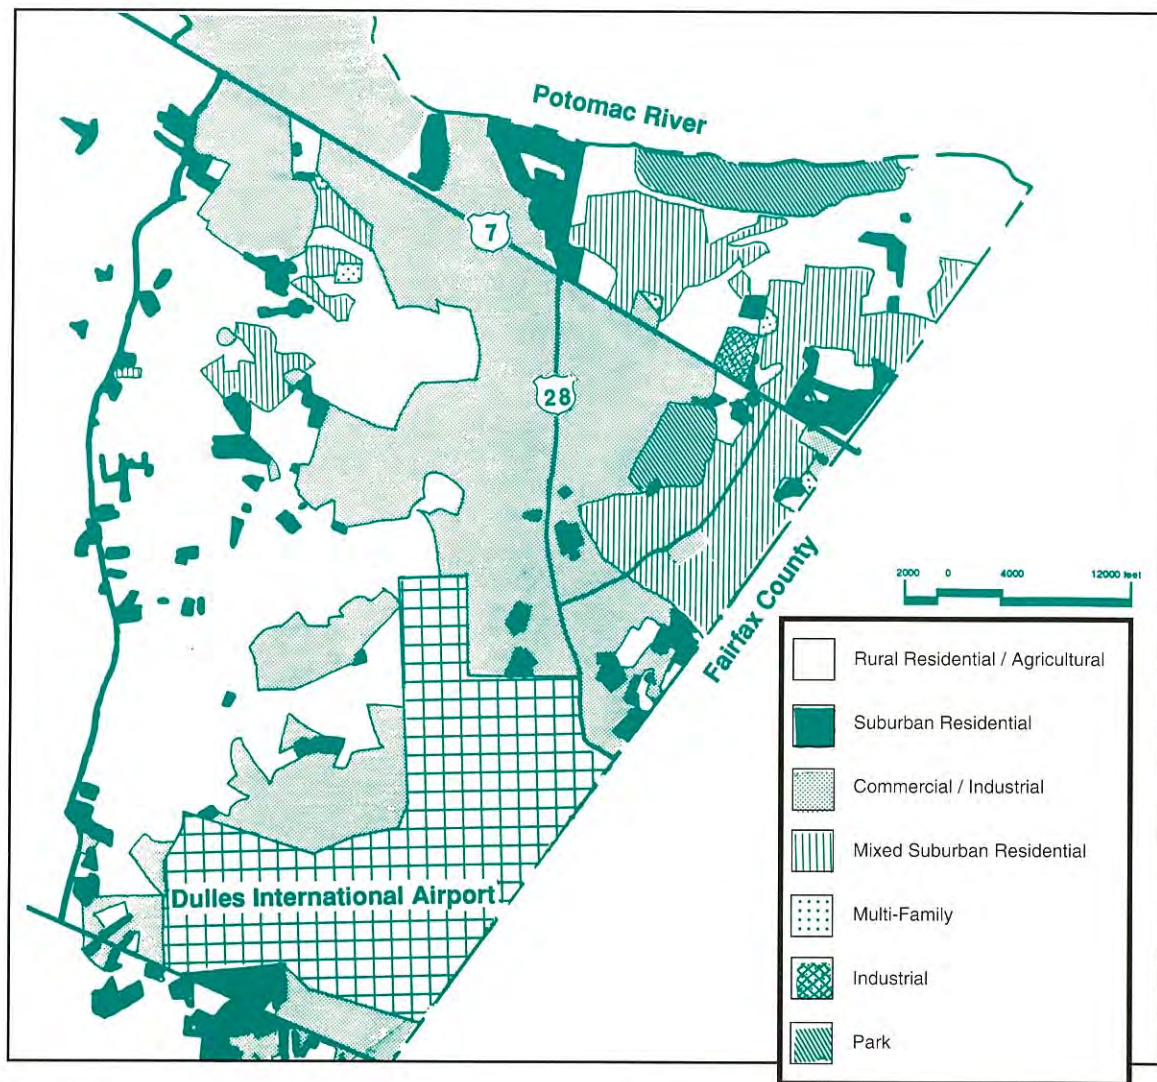 Potomac River
7
28
Fairfax County
2000 0 4000 12000 feet
Rural Residential / Agricultural
Suburban Residential
Commercial / Industrial
Mixed Suburban Residential
Multi-Family
Industrial
Park
Dulles International Airport